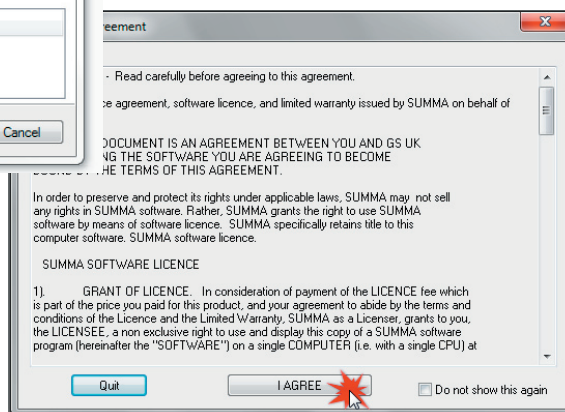 reement
- Read carefully before agreeing to this agreement.
ce agreement, software licence, and limited warranty issued by SUMMA on behalf of
Cancel
DOCUMENT IS AN AGREEMENT BETWEEN YOU AND GS UK
NG THE SOFTWARE YOU ARE AGREEING TO BECOME
BOUND BY THE TERMS OF THIS AGREEMENT.
In order to preserve and protect its rights under applicable laws, SUMMA may not sell
any rights in SUMMA software. Rather, SUMMA grants the right to use SUMMA
software by means of software licence. SUMMA specifically retains title to this
computer software. SUMMA software licence.
SUMMA SOFTWARE LICENCE
1). GRANT OF LICENCE. In consideration of payment of the LICENCE fee which
is part of the price you paid for this product, and your agreement to abide by the terms and
conditions of the Licence and the Limited Warranty, SUMMA as a Licenser, grants to you,
the LICENSEE, a non exclusive right to use and display this copy of a SUMMA software
program (hereinafter the "SOFTWARE") on a single COMPUTER (i.e. with a single CPU) at
Quit
I AGREE
Do not show this again